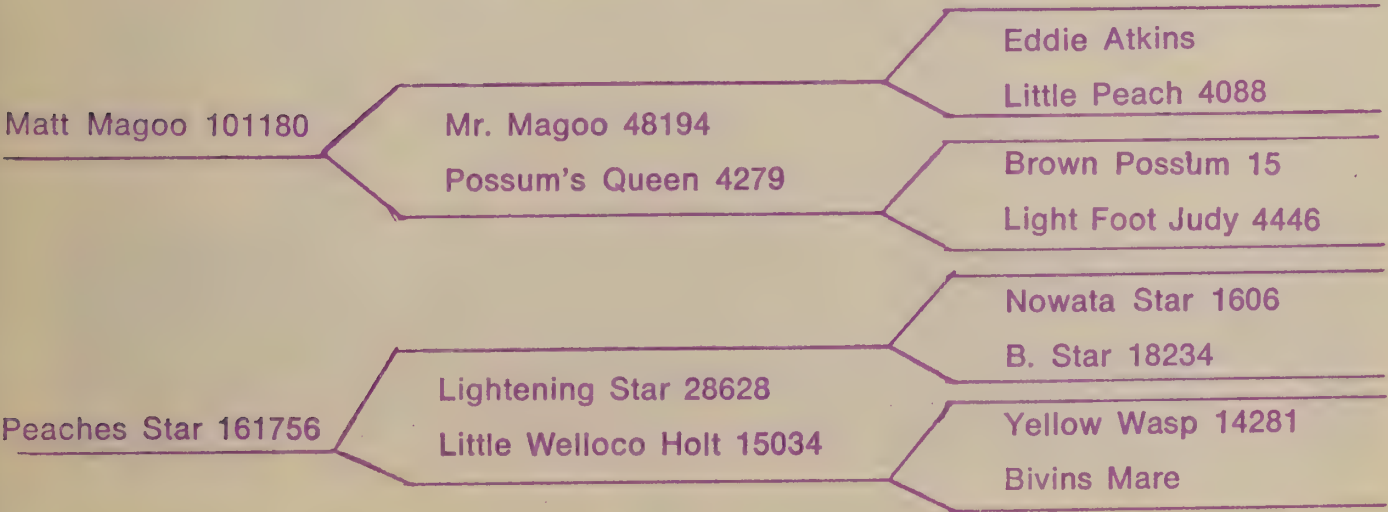 Eddie Atkins
Little Peach 4088
Matt Magoo 101180
Mr. Magoo 48194
Possum's Queen 4279
Brown Possum 15
Light Foot Judy 4446
Nowata Star 1606
B. Star 18234
Lightening Star 28628
Peaches Star 161756
Little Welloco Holt 15034
Yellow Wasp 14281
Bivins Mare